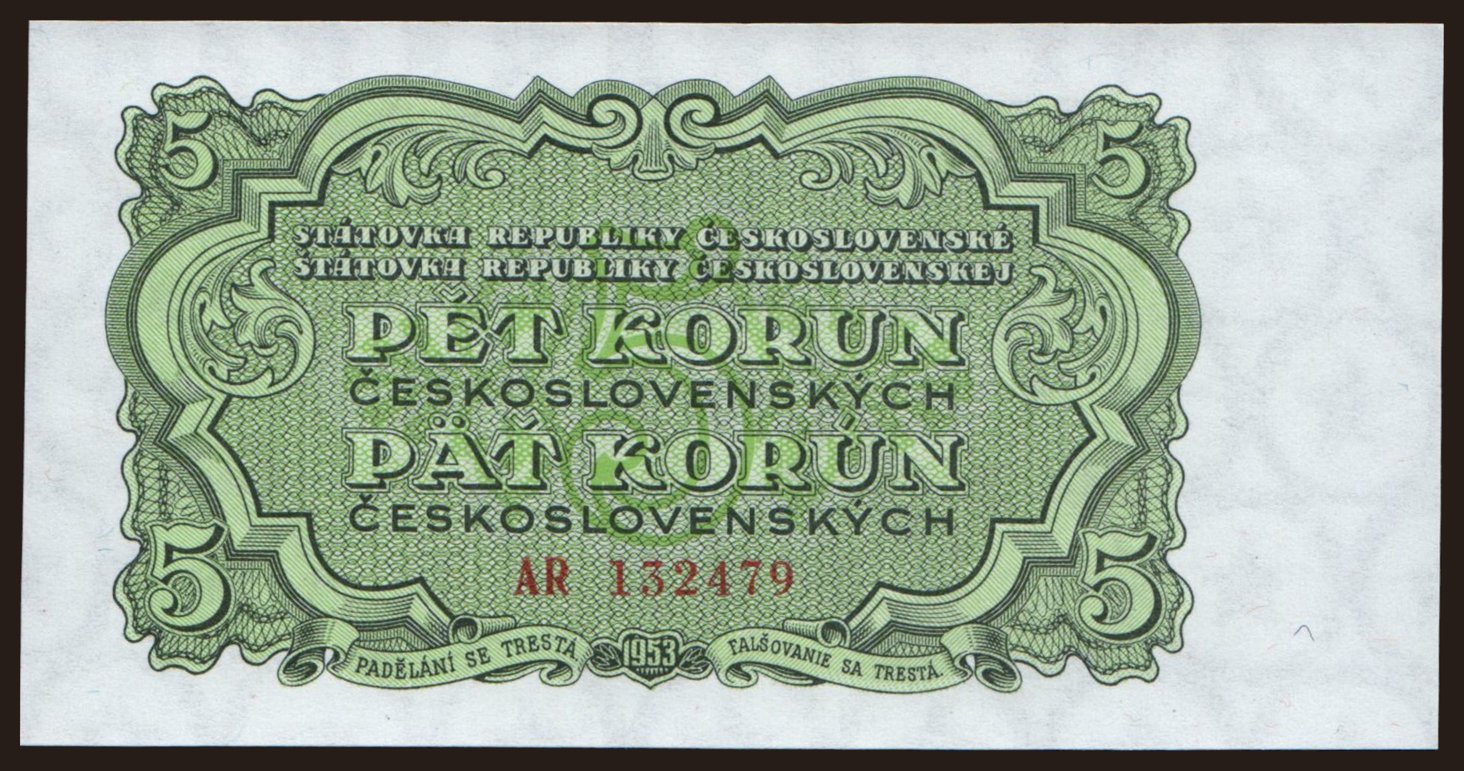 5 5
STÁTOVKA REPUBLIKY ČESKOSLOVENSKÉ
STÁTOVKA REPUBLIKY ČESKOSLOVENSKEJ
PĚT KORUN
ČESKOSLOVENSKÝCH
PÄŤ KORÚN
ČESKOSLOVENSKÝCH
5 5
AR 132479
PADĚLÁNÍ SE TRESTÁ 1953 FALŠOVANIE SA TRESTÁ.